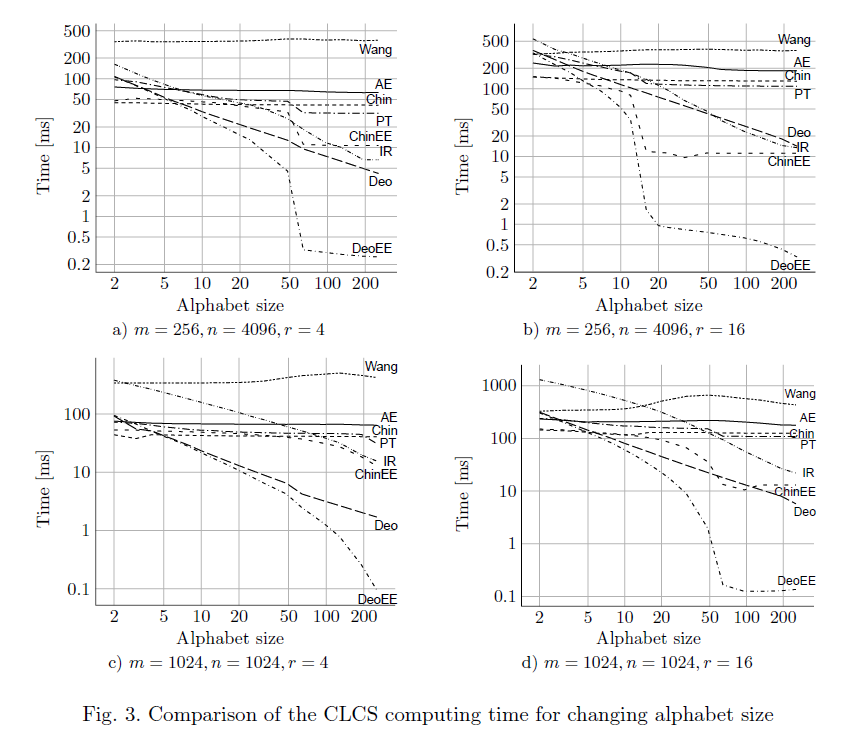 500
200
100
50
20
10
5
2
1
0.5
0.2
Time [ms]
Wang
AE
Chin
PT
ChinEE
IR
Deo
DeoEE
2 5 10 20 50 100 200
Alphabet size
a) m = 256, n = 4096, r = 4
500
200
100
50
20
10
5
2
1
0.5
0.2
Time [ms]
Wang
AE
Chin
PT
Deo
IR
ChinEE
DeoEE
2 5 10 20 50 100 200
Alphabet size
b) m = 256, n = 4096, r = 16
100
10
1
0.1
Time [ms]
Wang
AE
Chin
PT
IR
ChinEE
Deo
DeoEE
2 5 10 20 50 100 200
Alphabet size
c) m = 1024, n = 1024, r = 4
1000
100
10
1
0.1
Time [ms]
Wang
AE
Chin
PT
IR
ChinEE
Deo
DeoEE
2 5 10 20 50 100 200
Alphabet size
d) m = 1024, n = 1024, r = 16
Fig. 3. Comparison of the CLCS computing time for changing alphabet size